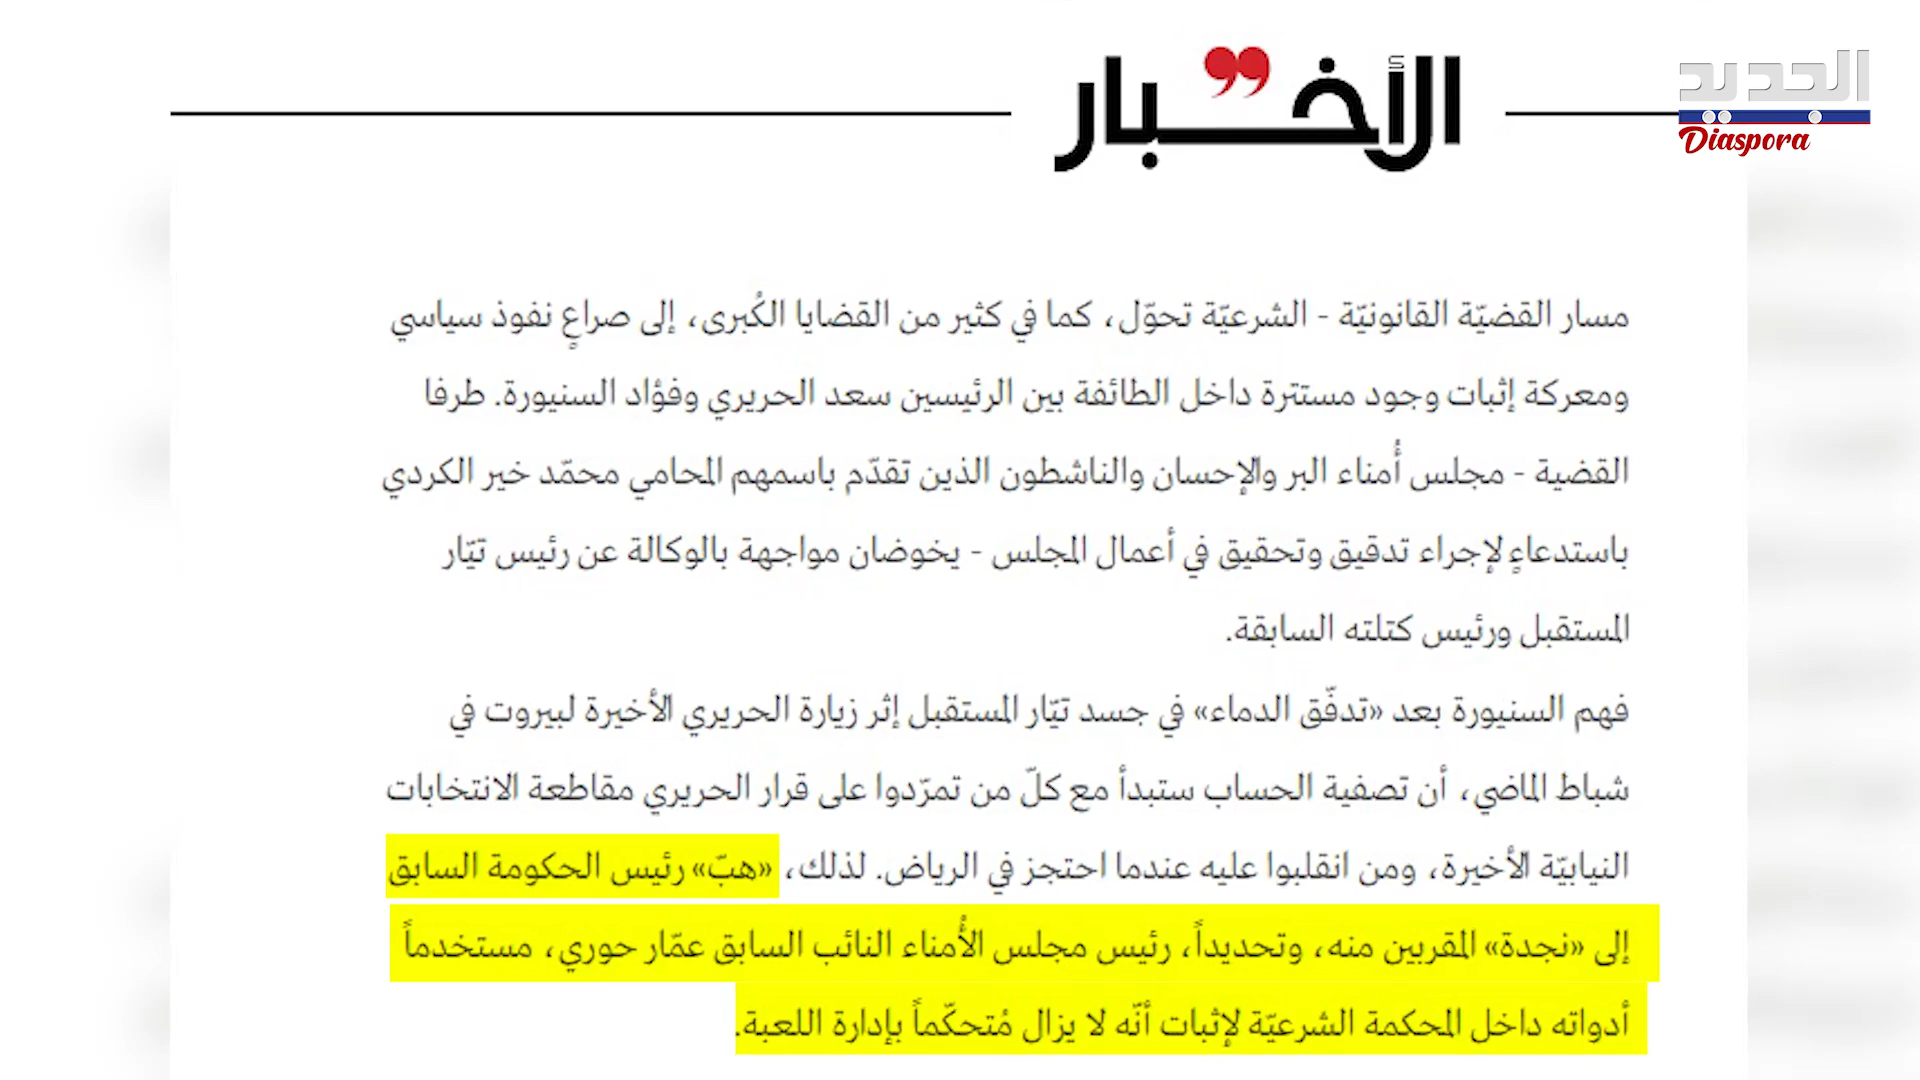 الأخبار
الجديد
Diaspora
مسار القضيّة القانونيّة - الشرعيّة تحوّل، كما في كثير من القضايا الكُبرى، إلى صراعٍ نفوذ سياسي
ومعركة إثبات وجود مستترة داخل الطائفة بين الرئيسين سعد الحريري وفؤاد السنيورة. طرفا
القضية - مجلس أُمناء البر والإحسان والناشطون الذين تقدّم باسمهم المحامي محمّد خير الكردي
باستدعاءٍ لإجراء تدقيق وتحقيق في أعمال المجلس - يخوضان مواجهة بالوكالة عن رئيس تيّار
المستقبل ورئيس كتلته السابقة.
فهم السنيورة بعد «تدفّق الدماء» في جسد تيّار المستقبل إثر زيارة الحريري الأخيرة لبيروت في
شباط الماضي، أن تصفية الحساب ستبدأ مع كلّ من تمرّدوا على قرار الحريري مقاطعة الانتخابات
النيابيّة الأخيرة، ومن انقلبوا عليه عندما احتجز في الرياض. لذلك، «هبّ» رئيس الحكومة السابق
إلى «نجدة» المقربين منه، وتحديداً، رئيس مجلس الأُمناء النائب السابق عمّار حوري، مستخدماً
أدواته داخل المحكمة الشرعيّة لإثبات أنّه لا يزال مُتحكّماً بإدارة اللعبة.